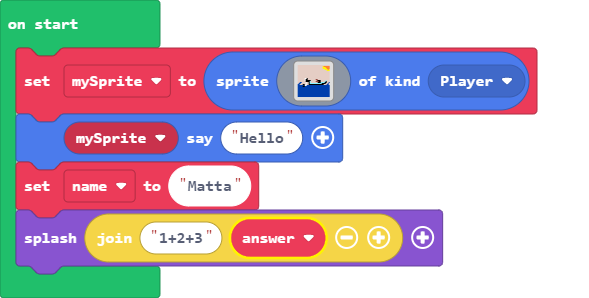 on start
set mySprite to sprite of kind Player
mySprite say "Hello"
set name to "Matta"
splash join "1+2+3" answer